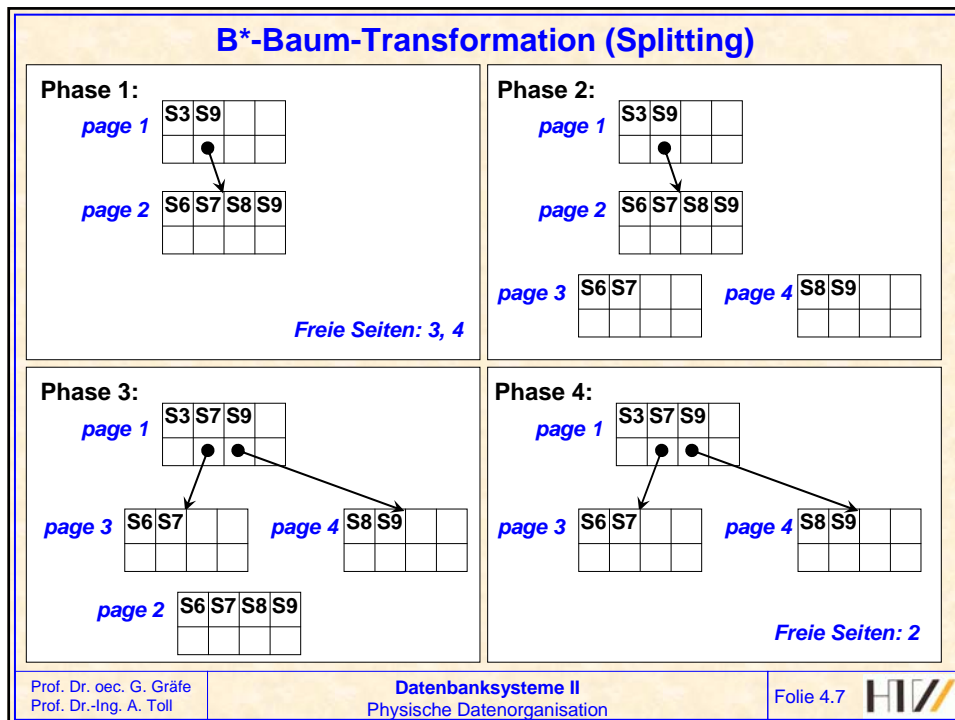 B*-Baum-Transformation (Splitting)
Phase 1:
page 1 S3 S9
page 2 S6 S7 S8 S9
Freie Seiten: 3, 4
Phase 2:
page 1 S3 S9
page 2 S6 S7 S8 S9
page 3 S6 S7 page 4 S8 S9
Phase 3:
page 1 S3 S7 S9
page 3 S6 S7 page 4 S8 S9
page 2 S6 S7 S8 S9
Phase 4:
page 1 S3 S7 S9
page 3 S6 S7 page 4 S8 S9
Freie Seiten: 2
Prof. Dr. oec. G. Gräfe
Prof. Dr.-Ing. A. Toll
Datenbanksysteme II
Physische Datenorganisation
Folie 4.7